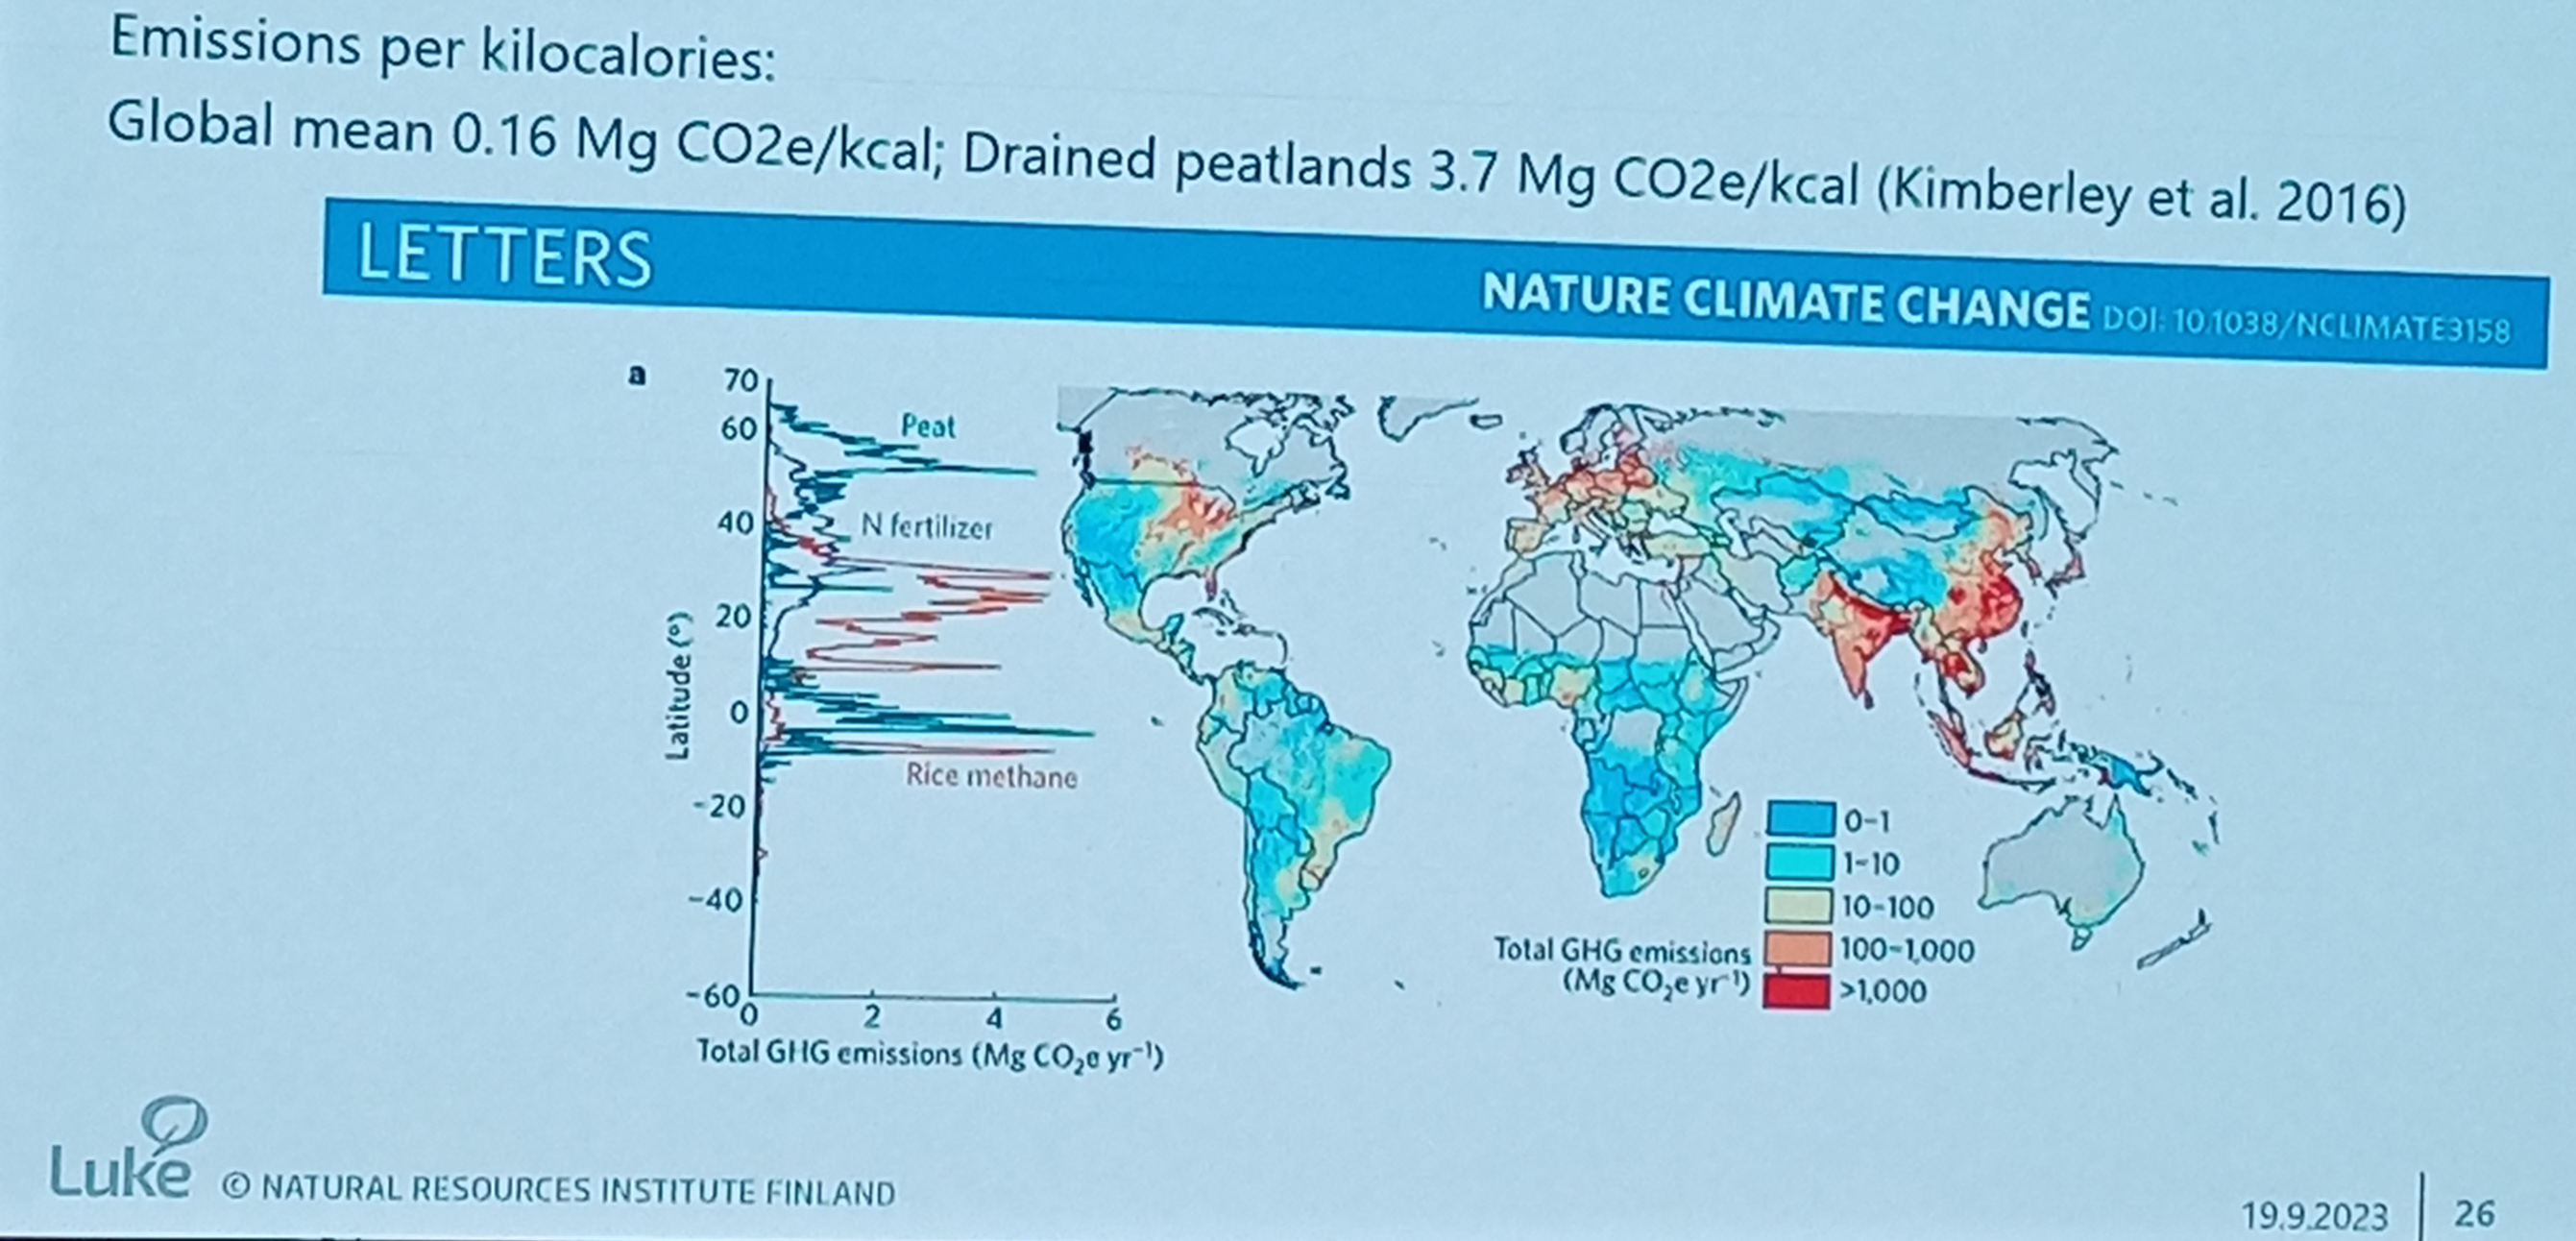 Emissions per kilocalories:
Global mean 0.16 Mg CO2e/kcal; Drained peatlands 3.7 Mg CO2e/kcal (Kimberley et al. 2016)
LETTERS
NATURE CLIMATE CHANGE DOI: 10.1038/NCLIMATE3158
a
70
60
40
20
0
-20
-40
-60
Latitude (°)
Peat
N fertilizer
Rice methane
0 2 4 6
Total GHG emissions (Mg CO₂e yr⁻¹)
0-1
1-10
10-100
100-1,000
>1,000
Total GHG emissions
(Mg CO₂e yr⁻¹)
Luke
© NATURAL RESOURCES INSTITUTE FINLAND
19.9.2023 | 26